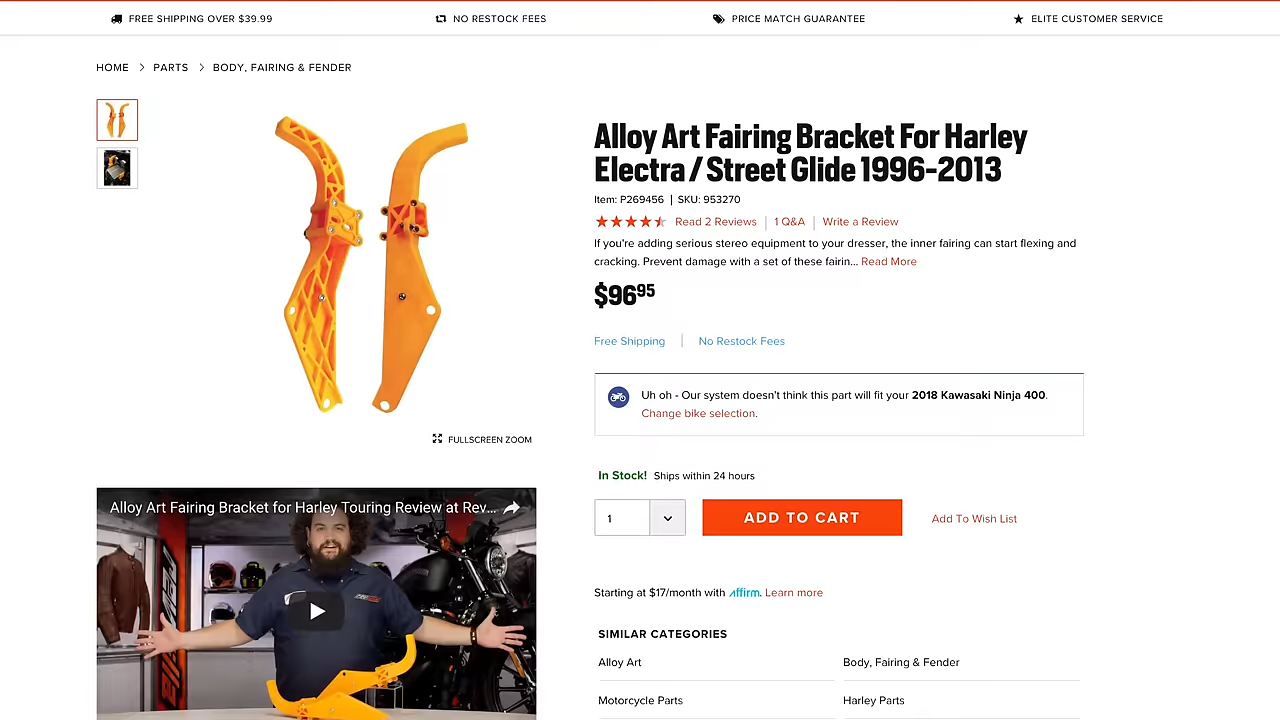 FREE SHIPPING OVER $39.99
NO RESTOCK FEES
PRICE MATCH GUARANTEE
ELITE CUSTOMER SERVICE
HOME > PARTS > BODY, FAIRING & FENDER
Alloy Art Fairing Bracket For Harley
Electra / Street Glide 1996-2013
Item: P269456 | SKU: 953270
Read 2 Reviews | 1 Q&A | Write a Review
If you're adding serious stereo equipment to your dresser, the inner fairing can start flexing and
cracking. Prevent damage with a set of these fairin... Read More
$96.95
Free Shipping | No Restock Fees
Uh oh - Our system doesn't think this part will fit your 2018 Kawasaki Ninja 400.
Change bike selection.
FULLSCREEN ZOOM
In Stock! Ships within 24 hours
1
ADD TO CART
Add To Wish List
Alloy Art Fairing Bracket for Harley Touring Review at Rev...
Starting at $17/month with affirm. Learn more
SIMILAR CATEGORIES
Alloy Art
Body, Fairing & Fender
Motorcycle Parts
Harley Parts